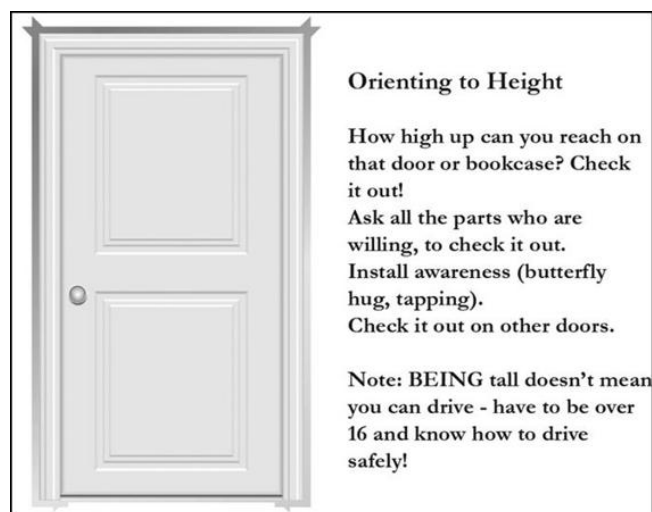 Orienting to Height
How high up can you reach on
that door or bookcase? Check
it out!
Ask all the parts who are
willing, to check it out.
Install awareness (butterfly
hug, tapping).
Check it out on other doors.
Note: BEING tall doesn't mean
you can drive - have to be over
16 and know how to drive
safely!